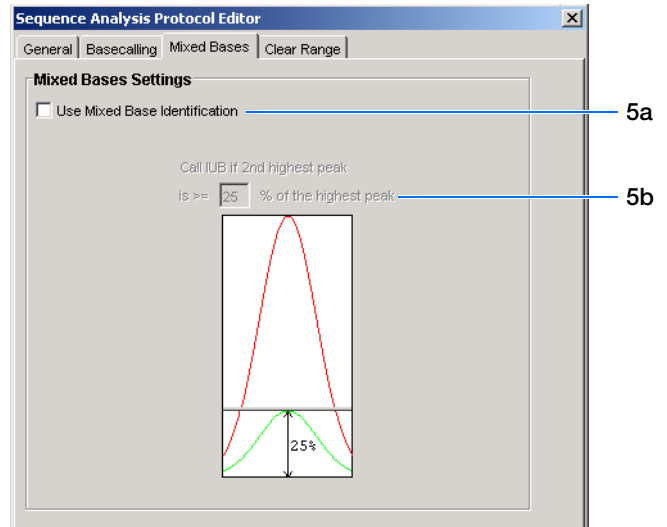 Sequence Analysis Protocol Editor
General Basecalling Mixed Bases Clear Range
Mixed Bases Settings
Use Mixed Base Identification
5a
Call IUB if 2nd highest peak
is >= 25 % of the highest peak
5b
25%